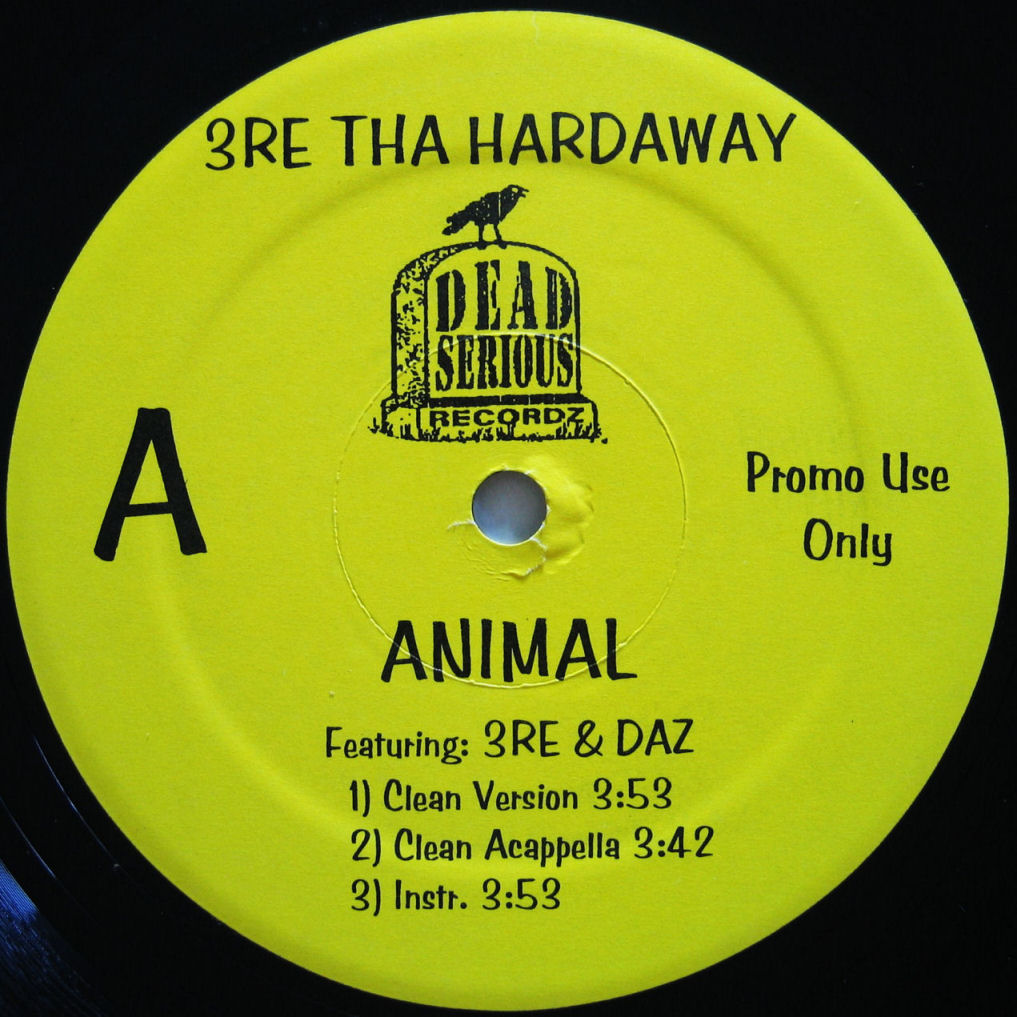 3RE THA HARDAWAY
DEAD
SERIOUS
RECORDZ
A
Promo Use
Only
ANIMAL
Featuring: 3RE & DAZ
1) Clean Version 3:53
2) Clean Acappella 3:42
3) Instr. 3:53